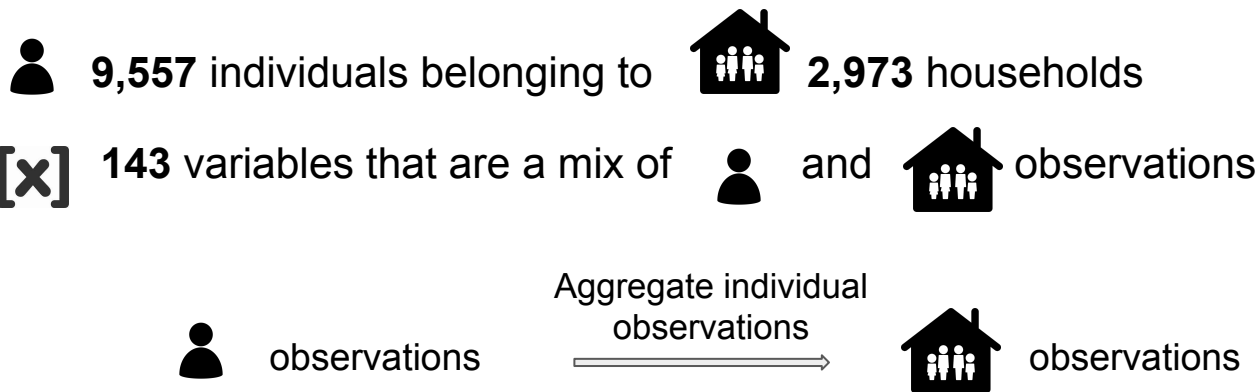 9,557 individuals belonging to 2,973 households
[x] 143 variables that are a mix of and observations
Aggregate individual
observations
observations observations